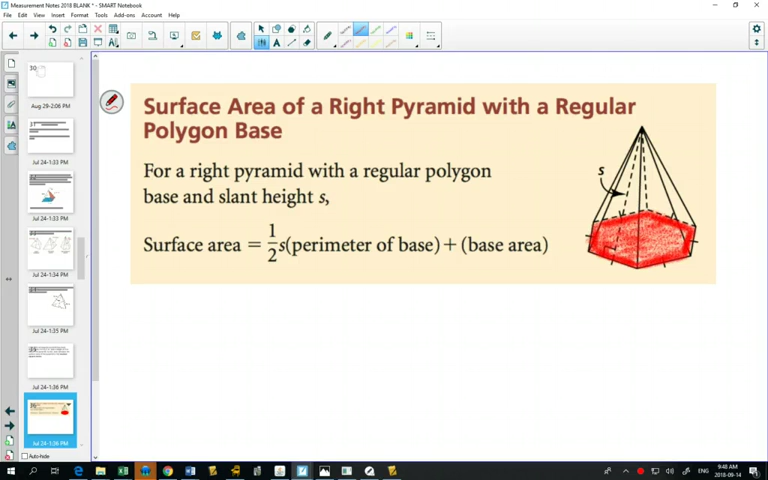 Measurement Notes 2018 BLANK * - SMART Notebook
File Edit View Insert Format Tools Add-ons Account Help
30
Aug 29-2:06 PM
Jul 24-1:33 PM
Jul 24-1:33 PM
Jul 24-1:34 PM
Jul 24-1:35 PM
Jul 24-1:36 PM
Jul 24-1:36 PM
Auto-hide
Surface Area of a Right Pyramid with a Regular
Polygon Base
For a right pyramid with a regular polygon
base and slant height s,
Surface area = 1/2 s(perimeter of base) + (base area)
s
ENG
9:48 AM
2018-09-14